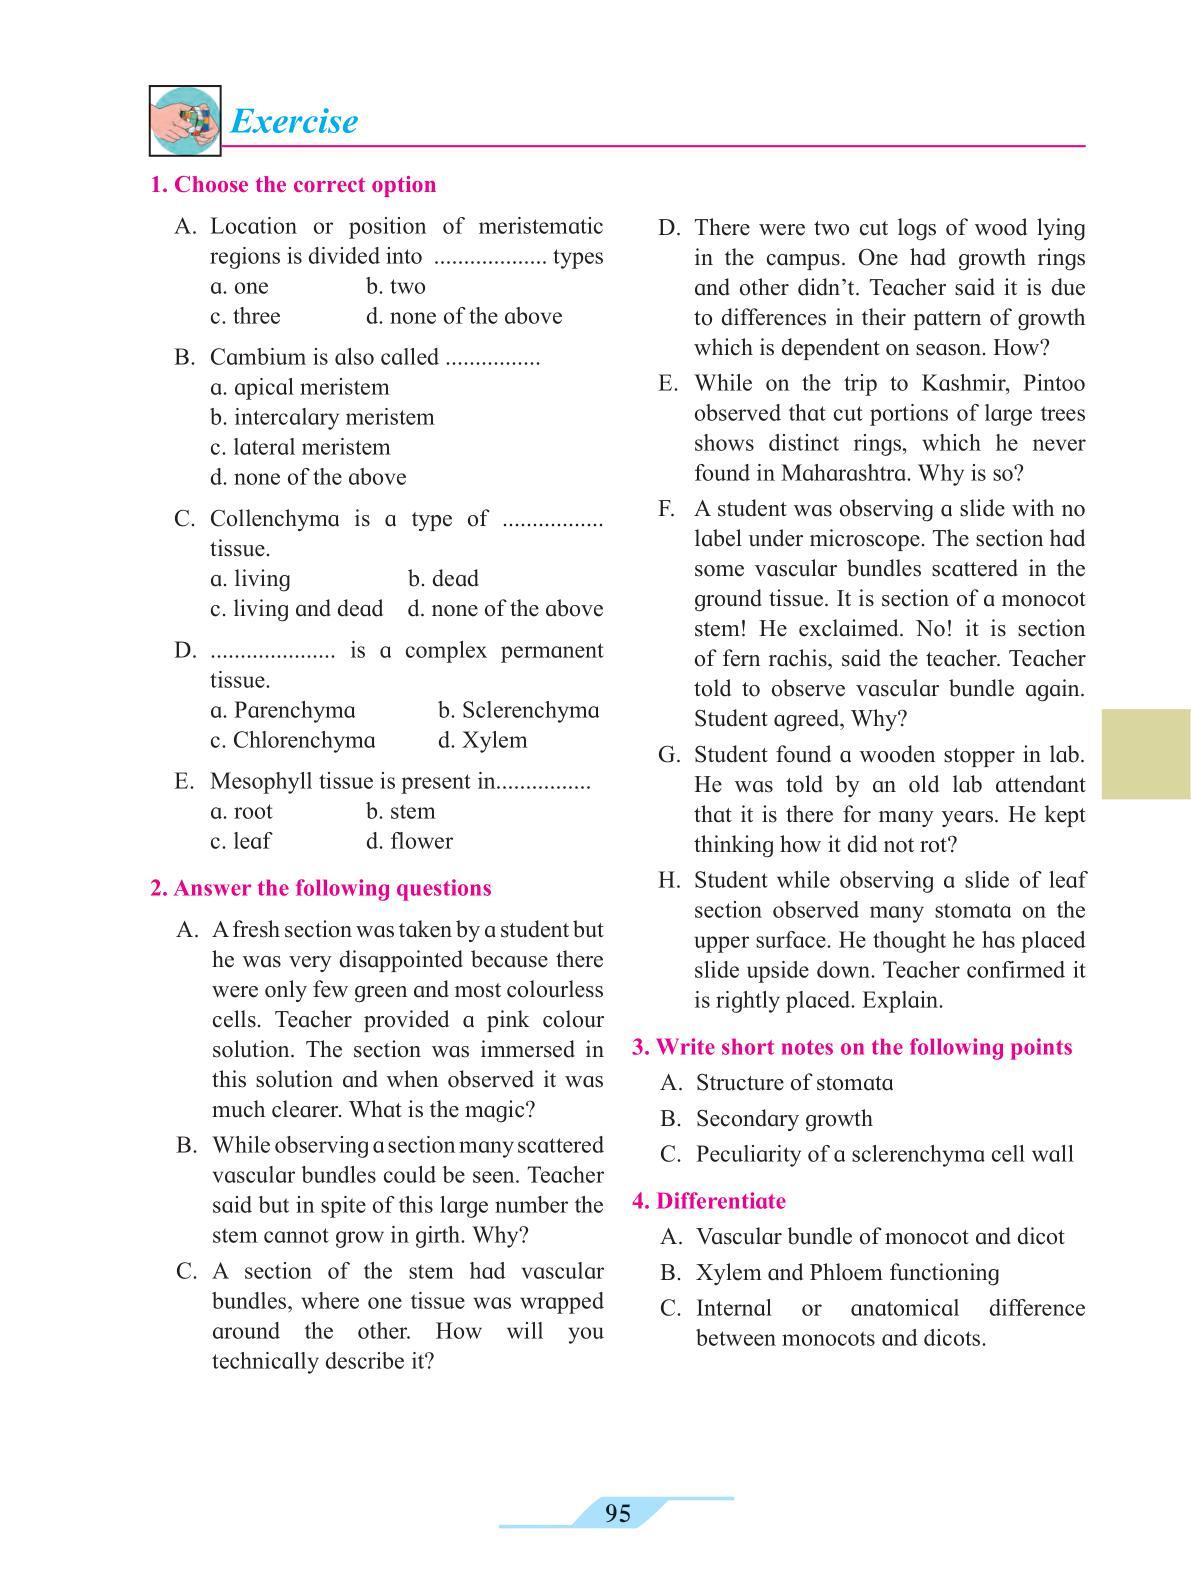 Exercise
1. Choose the correct option
A. Location or position of meristematic
regions is divided into ................... types
a. one b. two
c. three d. none of the above
B. Cambium is also called ................
a. apical meristem
b. intercalary meristem
c. lateral meristem
d. none of the above
C. Collenchyma is a type of .................
tissue.
a. living b. dead
c. living and dead d. none of the above
D. ..................... is a complex permanent
tissue.
a. Parenchyma b. Sclerenchyma
c. Chlorenchyma d. Xylem
E. Mesophyll tissue is present in................
a. root b. stem
c. leaf d. flower
2. Answer the following questions
A. A fresh section was taken by a student but
he was very disappointed because there
were only few green and most colourless
cells. Teacher provided a pink colour
solution. The section was immersed in
this solution and when observed it was
much clearer. What is the magic?
B. While observing a section many scattered
vascular bundles could be seen. Teacher
said but in spite of this large number the
stem cannot grow in girth. Why?
C. A section of the stem had vascular
bundles, where one tissue was wrapped
around the other. How will you
technically describe it?
D. There were two cut logs of wood lying
in the campus. One had growth rings
and other didn’t. Teacher said it is due
to differences in their pattern of growth
which is dependent on season. How?
E. While on the trip to Kashmir, Pintoo
observed that cut portions of large trees
shows distinct rings, which he never
found in Maharashtra. Why is so?
F. A student was observing a slide with no
label under microscope. The section had
some vascular bundles scattered in the
ground tissue. It is section of a monocot
stem! He exclaimed. No! it is section
of fern rachis, said the teacher. Teacher
told to observe vascular bundle again.
Student agreed, Why?
G. Student found a wooden stopper in lab.
He was told by an old lab attendant
that it is there for many years. He kept
thinking how it did not rot?
H. Student while observing a slide of leaf
section observed many stomata on the
upper surface. He thought he has placed
slide upside down. Teacher confirmed it
is rightly placed. Explain.
3. Write short notes on the following points
A. Structure of stomata
B. Secondary growth
C. Peculiarity of a sclerenchyma cell wall
4. Differentiate
A. Vascular bundle of monocot and dicot
B. Xylem and Phloem functioning
C. Internal or anatomical difference
between monocots and dicots.
95